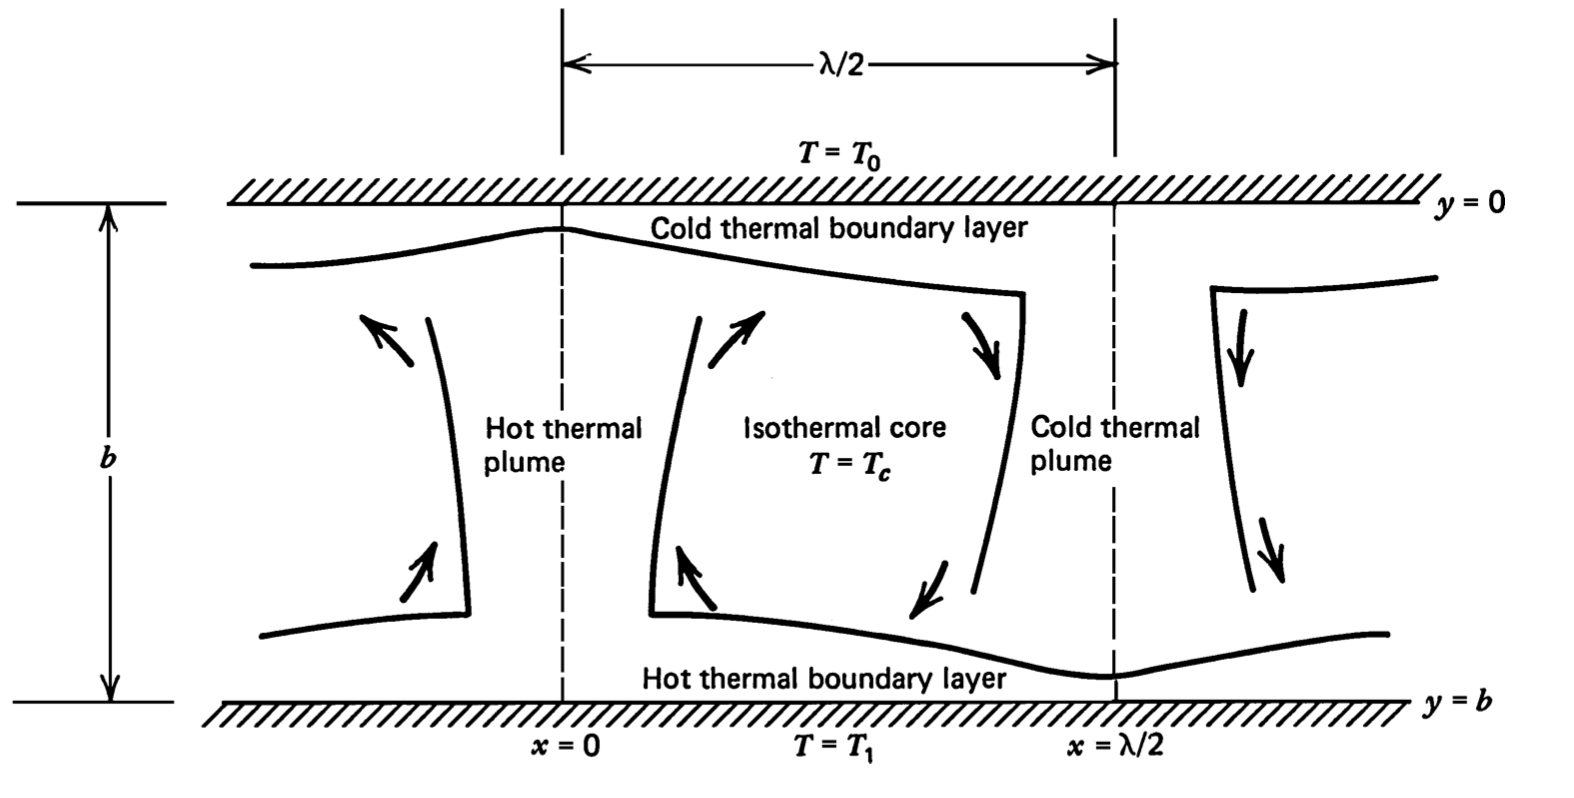 λ/2
T = T₀
y = 0
Cold thermal boundary layer
Hot thermal
plume
Isothermal core
T = T꜀
Cold thermal
plume
b
Hot thermal boundary layer
y = b
x = 0
T = T₁
x = λ/2